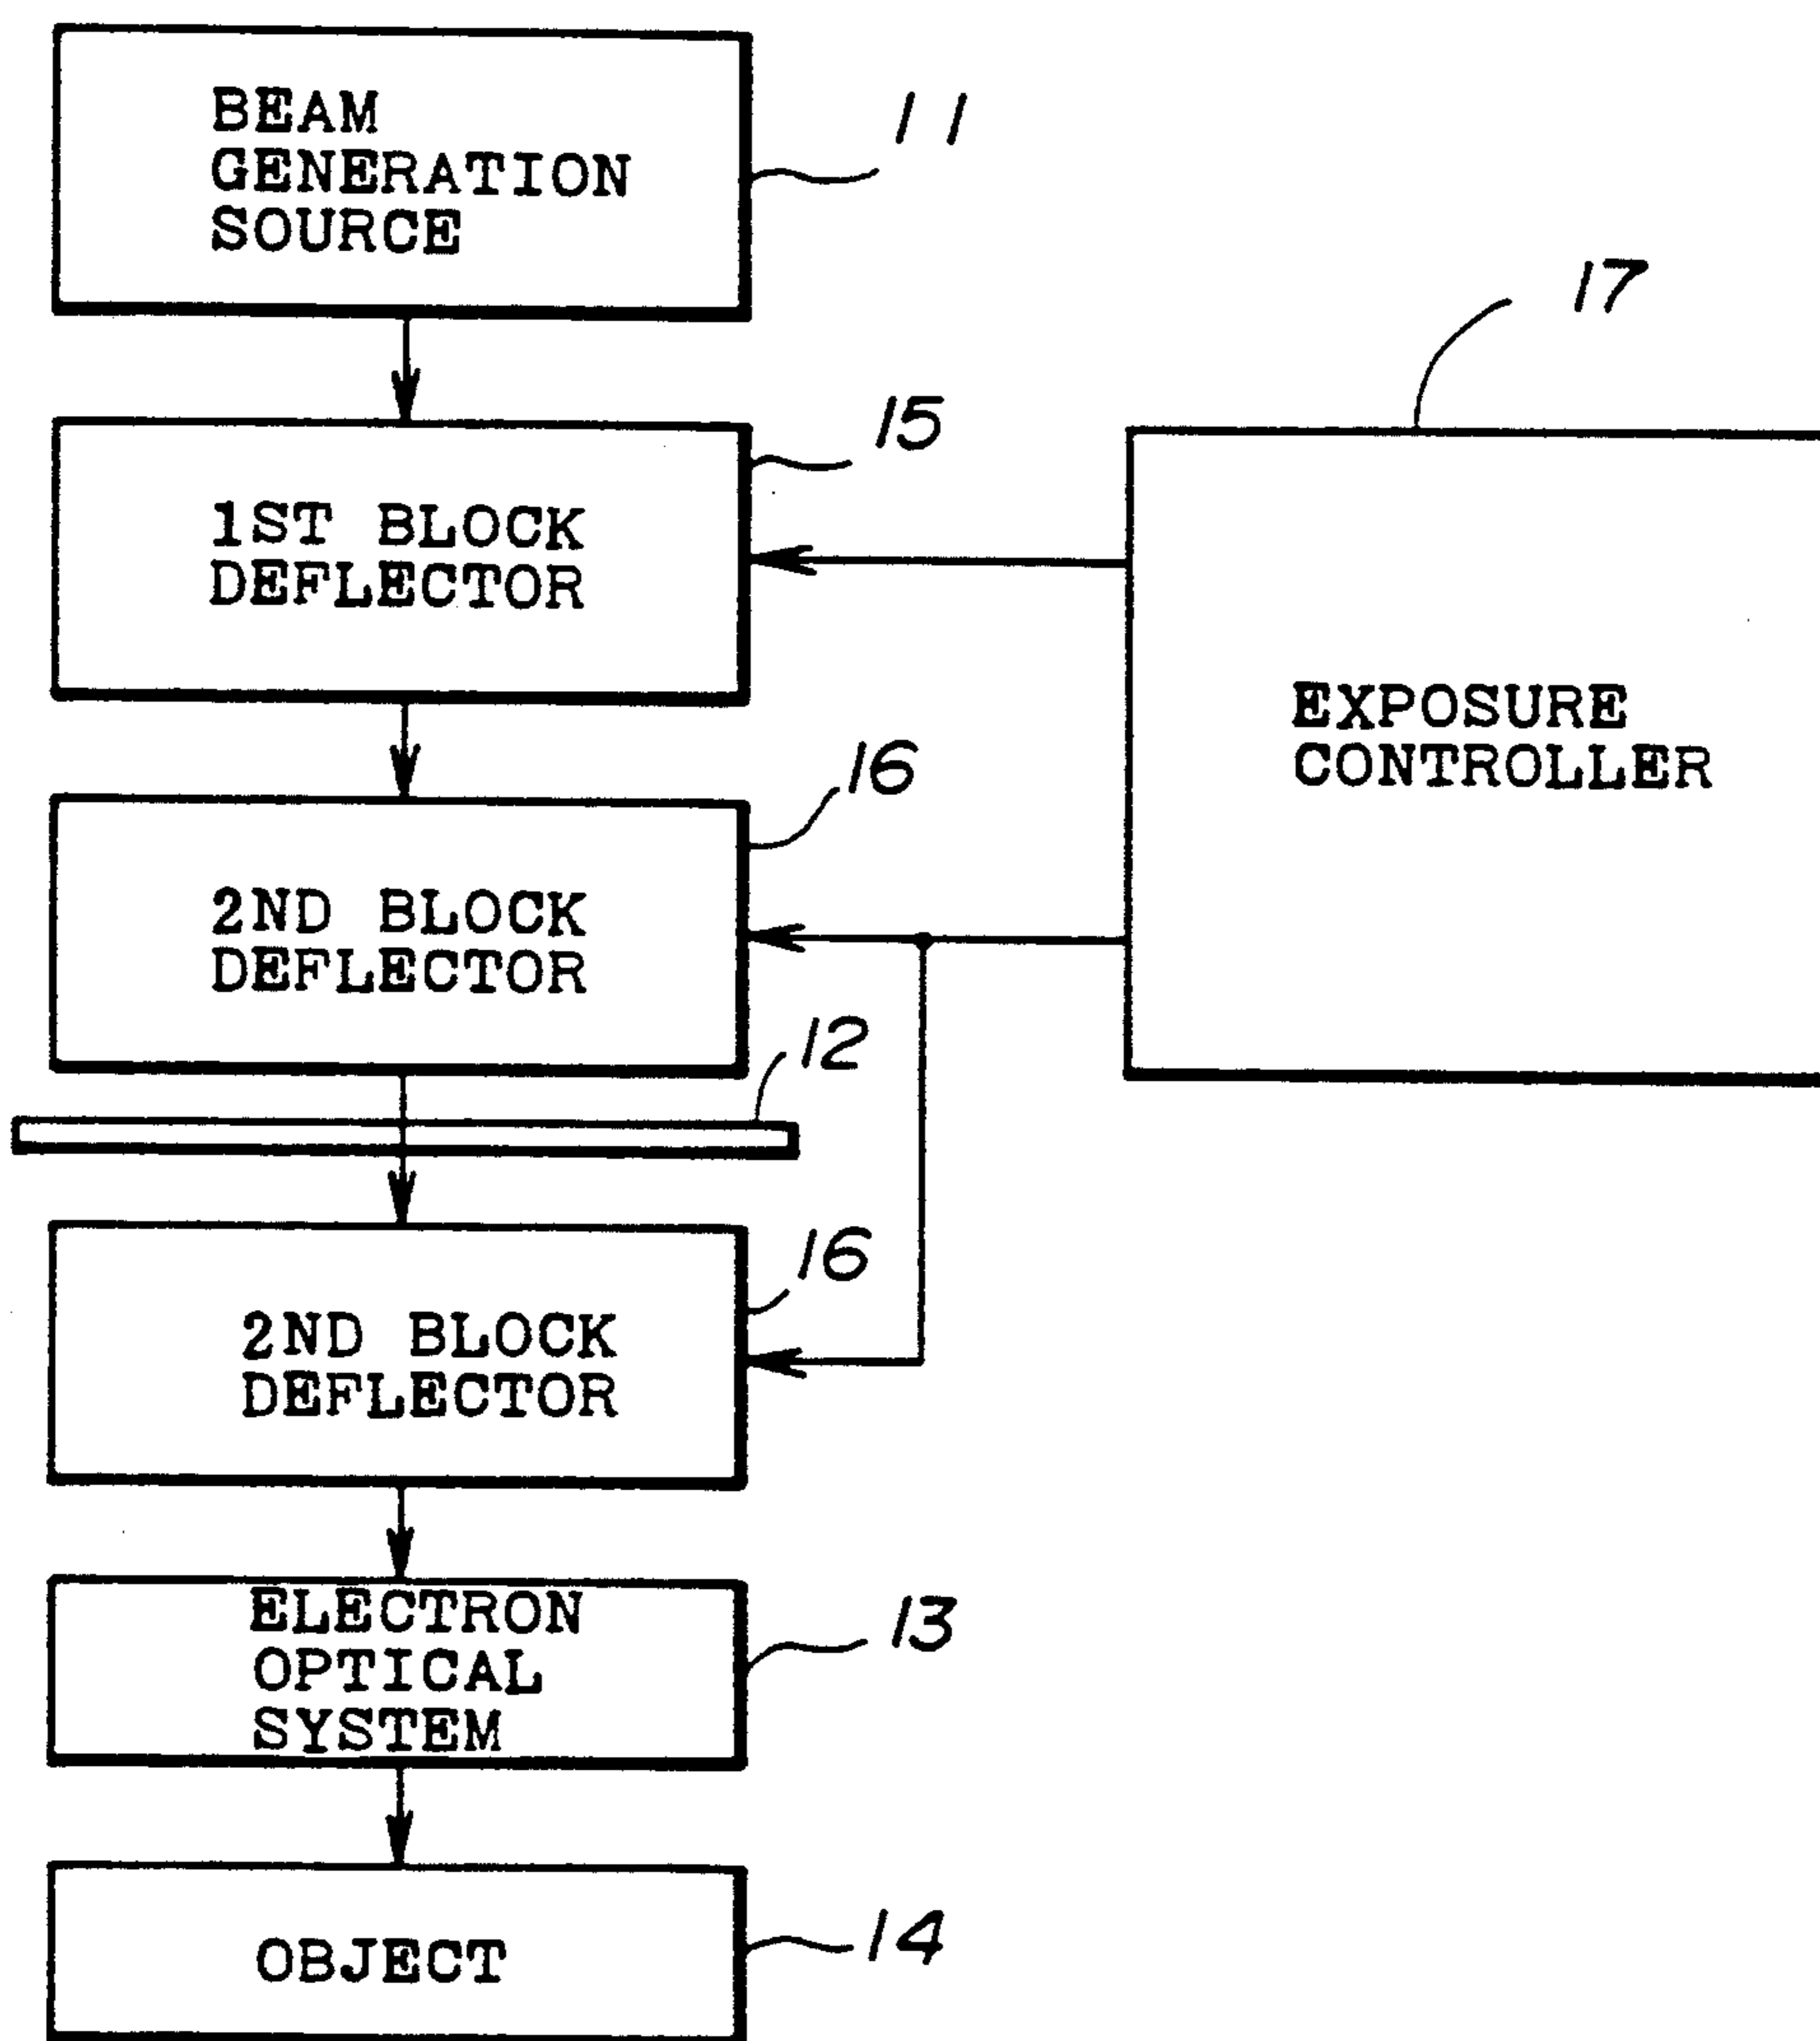 BEAM
GENERATION
SOURCE
11
17
15
1ST BLOCK
DEFLECTOR
EXPOSURE
CONTROLLER
16
2ND BLOCK
DEFLECTOR
12
16
2ND BLOCK
DEFLECTOR
ELECTRON
OPTICAL
SYSTEM
13
OBJECT
14